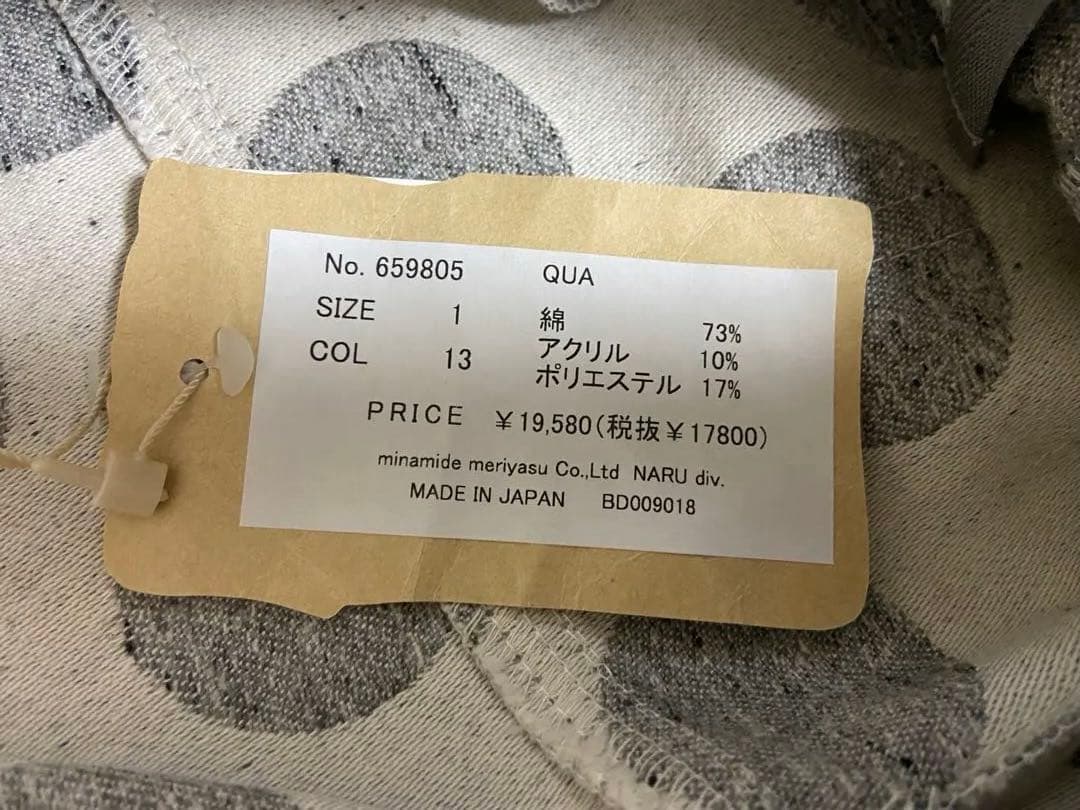 No. 659805 QUA
SIZE 1 綿 73%
COL 13 アクリル 10%
ポリエステル 17%
PRICE ¥19,580(税抜¥17800)
minamide meriyasu Co.,Ltd NARU div.
MADE IN JAPAN BD009018